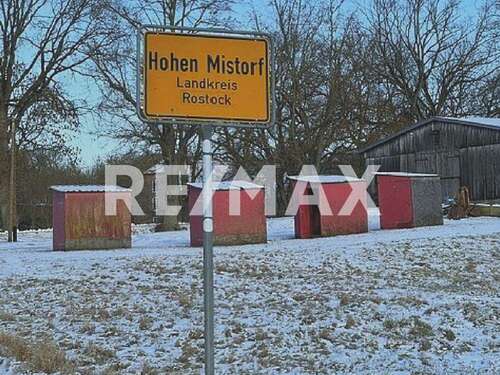 Hohen Mistorf
Landkreis
Rostock
RE/MAX